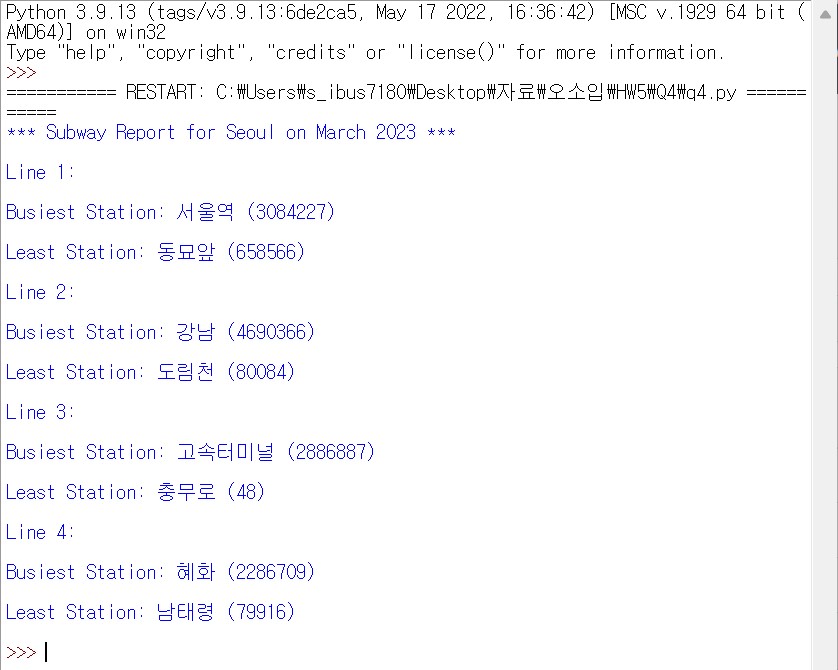 Python 3.9.13 (tags/v3.9.13:6de2ca5, May 17 2022, 16:36:42) [MSC v.1929 64 bit (
AMD64)] on win32
Type "help", "copyright", "credits" or "license()" for more information.
>>>
=========== RESTART: C:₩Users₩s_ibus7180₩Desktop₩자료₩오소입₩HW5₩Q4₩q4.py ======
=====
*** Subway Report for Seoul on March 2023 ***
Line 1:
Busiest Station: 서울역 (3084227)
Least Station: 동묘앞 (658566)
Line 2:
Busiest Station: 강남 (4690366)
Least Station: 도림천 (80084)
Line 3:
Busiest Station: 고속터미널 (2886887)
Least Station: 충무로 (48)
Line 4:
Busiest Station: 혜화 (2286709)
Least Station: 남태령 (79916)
>>>